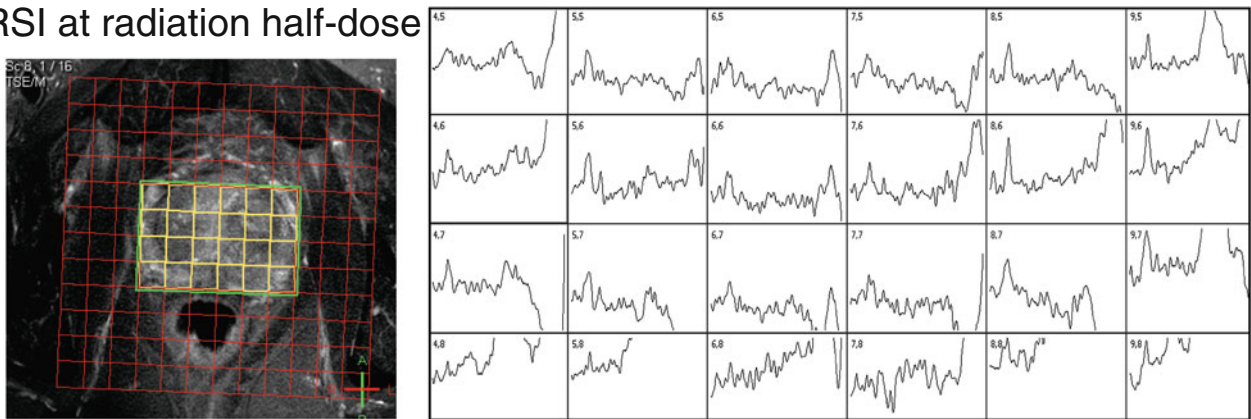 RSI at radiation half-dose
Sc 8, 1 / 16
TSE/M
A
4,5 5,5 6,5 7,5 8,5 9,5
4,6 5,6 6,6 7,6 8,6 9,6
4,7 5,7 6,7 7,7 8,7 9,7
4,8 5,8 6,8 7,8 8,8 9,8